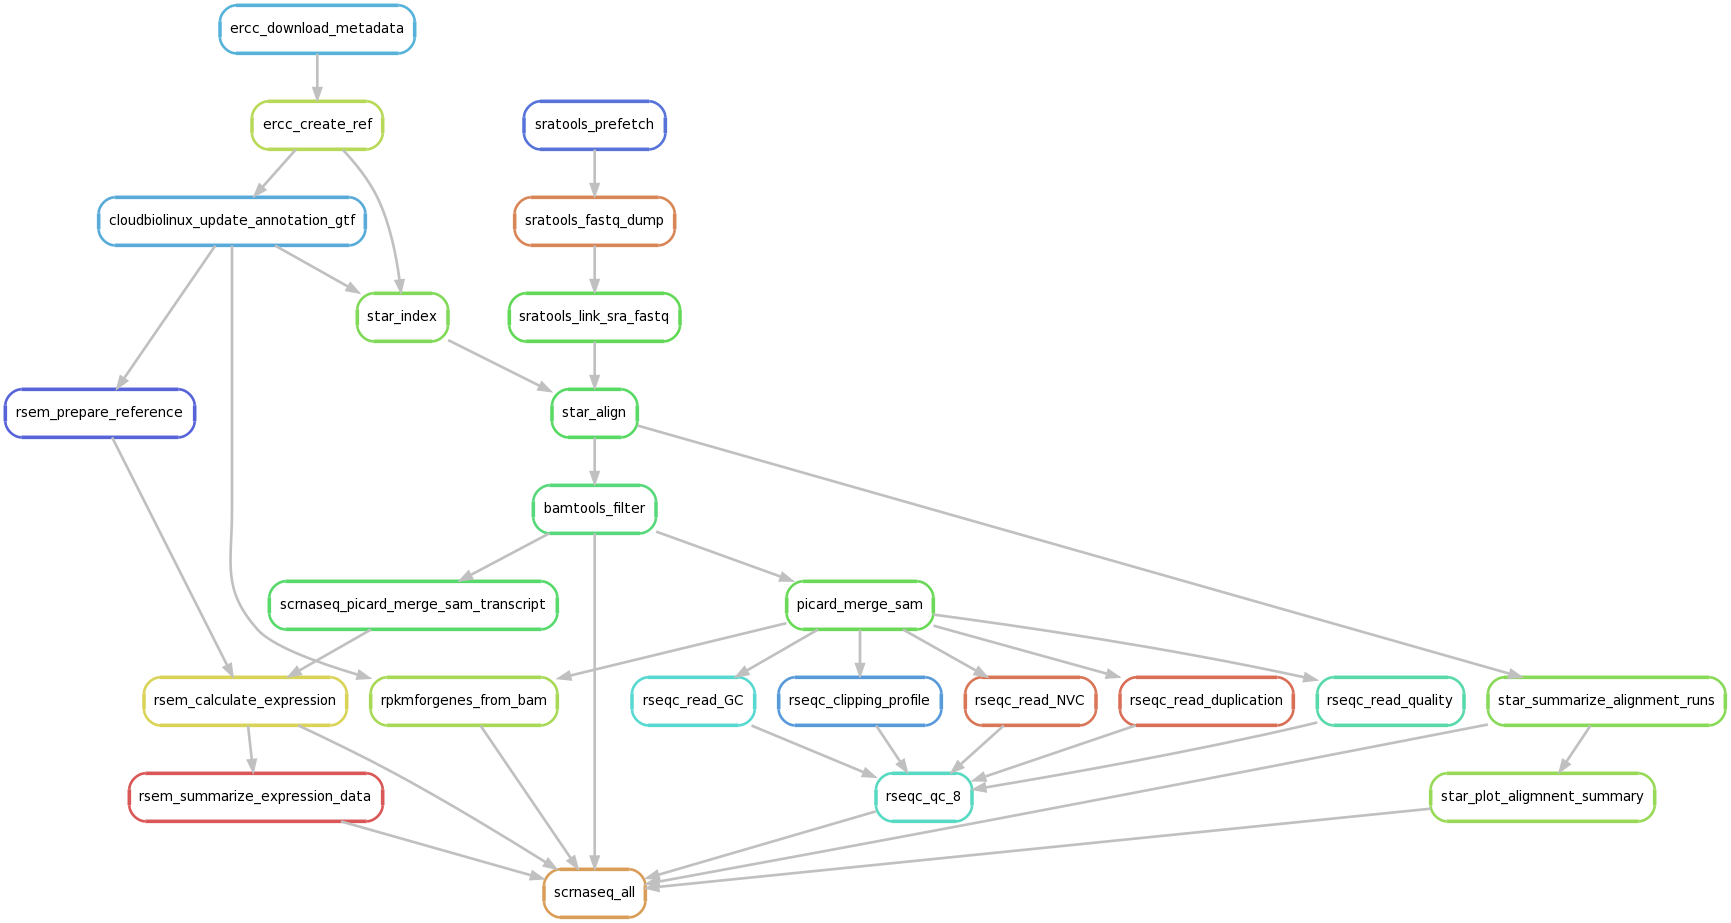 ercc_download_metadata
ercc_create_ref
sratools_prefetch
cloudbiolinux_update_annotation_gtf
sratools_fastq_dump
star_index
sratools_link_sra_fastq
rsem_prepare_reference
star_align
bamtools_filter
scrnaseq_picard_merge_sam_transcript
picard_merge_sam
rsem_calculate_expression
rpkmforgenes_from_bam
rseqc_read_GC
rseqc_clipping_profile
rseqc_read_NVC
rseqc_read_duplication
rseqc_read_quality
star_summarize_alignment_runs
rsem_summarize_expression_data
rseqc_qc_8
star_plot_aligmnent_summary
scrnaseq_all